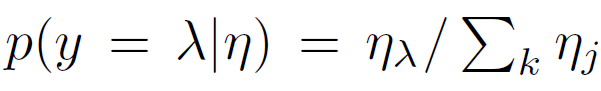 p(y = λ|η) = η_λ / ∑_k η_j